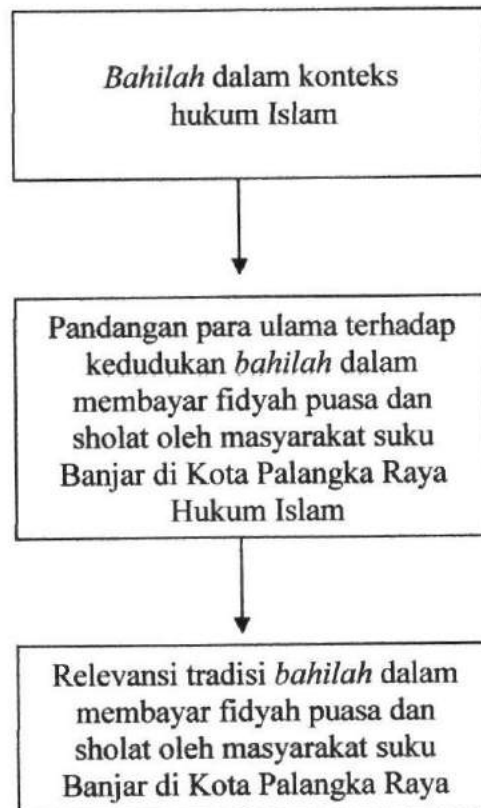 Bahilah dalam konteks
hukum Islam
Pandangan para ulama terhadap
kedudukan bahilah dalam
membayar fidyah puasa dan
sholat oleh masyarakat suku
Banjar di Kota Palangka Raya
Hukum Islam
Relevansi tradisi bahilah dalam
membayar fidyah puasa dan
sholat oleh masyarakat suku
Banjar di Kota Palangka Raya